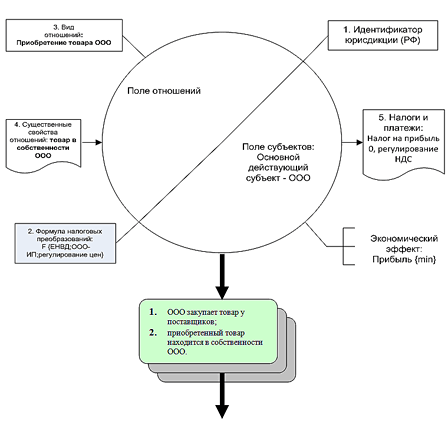 3. Вид
отношений:
Приобретение товара ООО
1. Идентификатор
юрисдикции (РФ)
Поле отношений
4. Существенные свойства
отношений: товар в
собственности
ООО
Поле субъектов:
Основной
действующий
субъект - ООО
5. Налоги и
платежи:
Налог на прибыль
0, регулирование
НДС
2. Формула налоговых
преобразований:
F {ЕНВД;ООО-
ИП;регулирование цен}
Экономический
эффект:
Прибыль {min}
1. ООО закупает товар у
поставщиков;
2. приобретенный товар
находится в собственности
ООО.